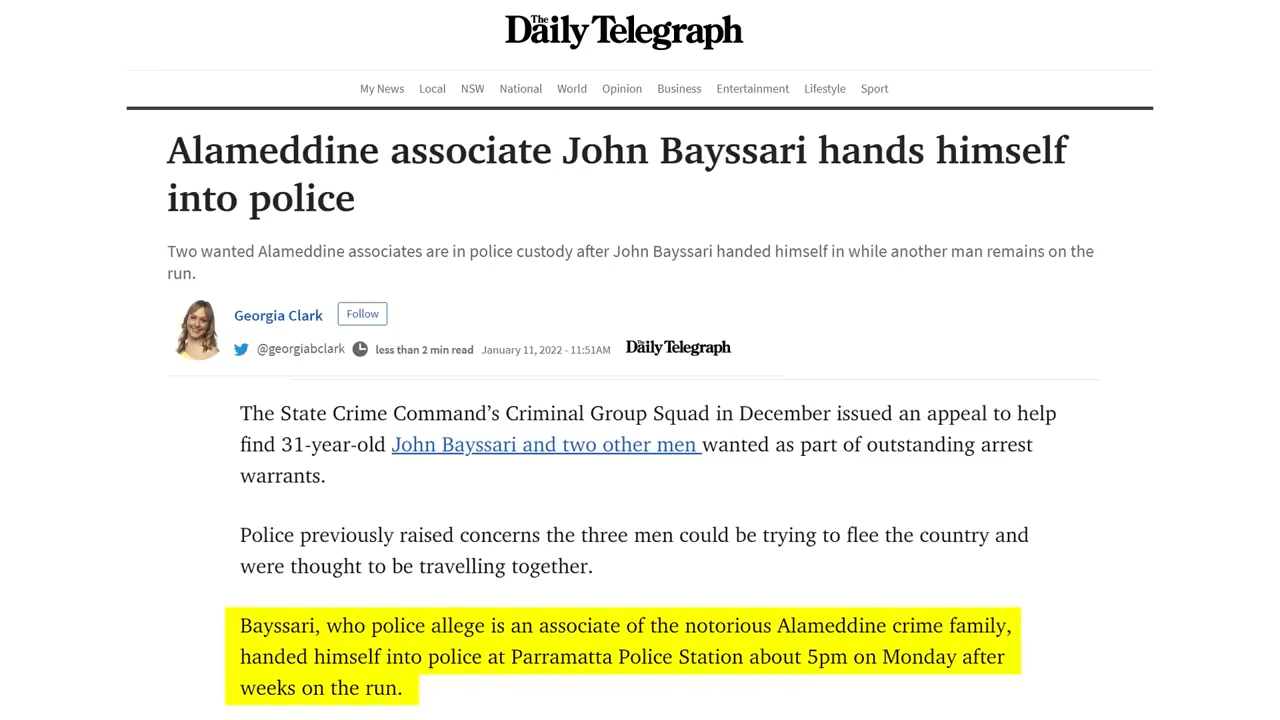 The Daily Telegraph
My News Local NSW National World Opinion Business Entertainment Lifestyle Sport
Alameddine associate John Bayssari hands himself
into police
Two wanted Alameddine associates are in police custody after John Bayssari handed himself in while another man remains on the
run.
Georgia Clark Follow
@georgiabclark less than 2 min read January 11, 2022 - 11:51AM The Daily Telegraph
The State Crime Command’s Criminal Group Squad in December issued an appeal to help
find 31-year-old John Bayssari and two other men wanted as part of outstanding arrest
warrants.
Police previously raised concerns the three men could be trying to flee the country and
were thought to be travelling together.
Bayssari, who police allege is an associate of the notorious Alameddine crime family,
handed himself into police at Parramatta Police Station about 5pm on Monday after
weeks on the run.